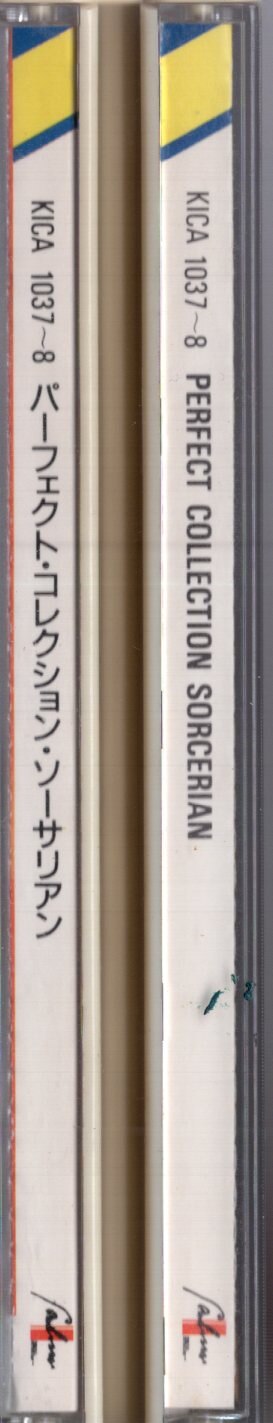 KICA 1037〜8 パーフェクト・コレクション・ソーサリアン
KICA 1037〜8 PERFECT COLLECTION SORCERIAN